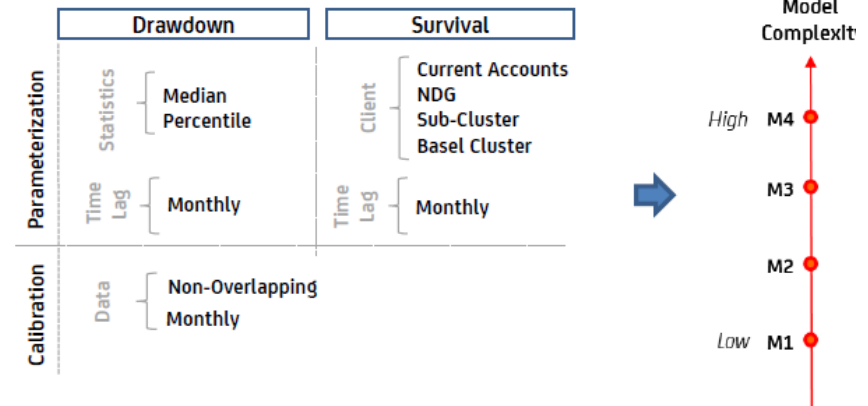 Drawdown
Survival
Model
Complexity
Parameterization
Statistics
Median
Percentile
Client
Current Accounts
NDG
Sub-Cluster
Basel Cluster
Time
Lag
Monthly
Time
Lag
Monthly
Calibration
Data
Non-Overlapping
Monthly
High M4
M3
M2
Low M1